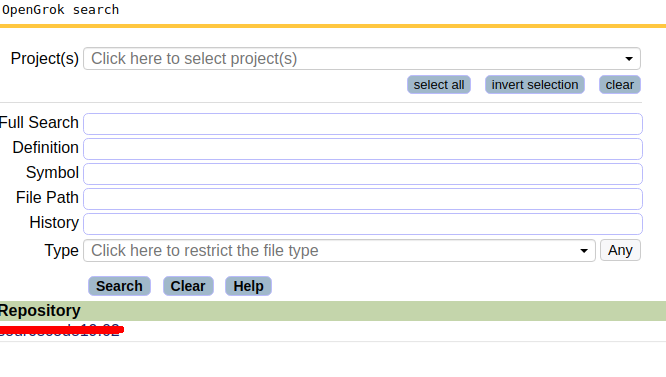 OpenGrok search
Project(s) Click here to select project(s)
select all invert selection clear
Full Search
Definition
Symbol
File Path
History
Type Click here to restrict the file type Any
Search Clear Help
Repository